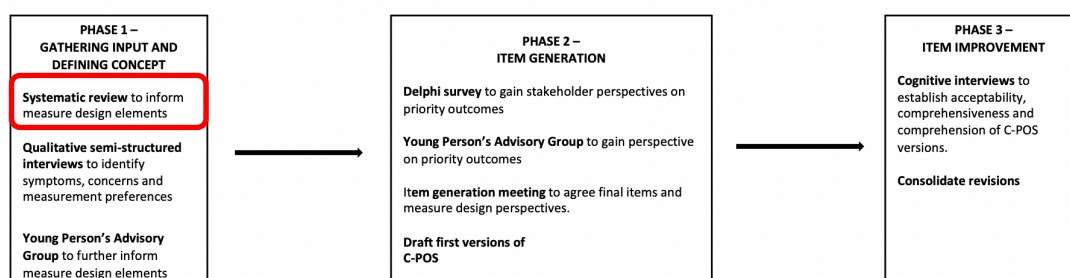 PHASE 1 –
GATHERING INPUT AND
DEFINING CONCEPT
Systematic review to inform
measure design elements
Qualitative semi-structured
interviews to identify
symptoms, concerns and
measurement preferences
Young Person's Advisory
Group to further inform
measure design elements
PHASE 2 –
ITEM GENERATION
Delphi survey to gain stakeholder perspectives on
priority outcomes
Young Person's Advisory Group to gain perspective
on priority outcomes
Item generation meeting to agree final items and
measure design perspectives.
Draft first versions of
C-POS
PHASE 3 –
ITEM IMPROVEMENT
Cognitive interviews to
establish acceptability,
comprehensiveness and
comprehension of C-POS
versions.
Consolidate revisions